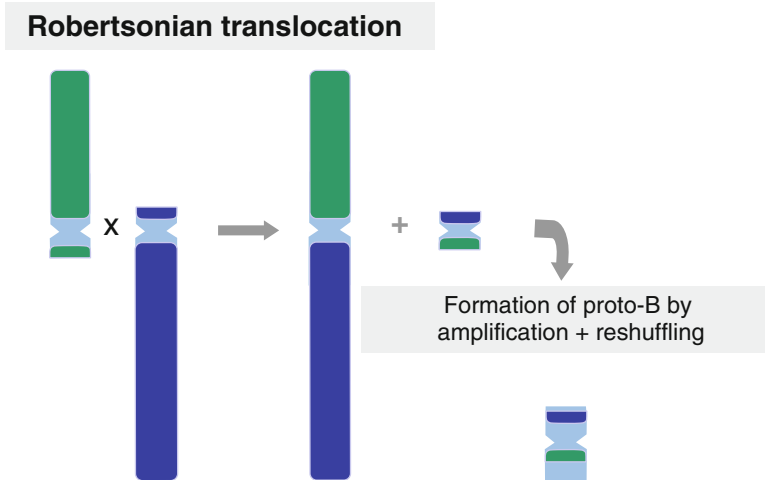 Robertsonian translocation
x
+
Formation of proto-B by
amplification + reshuffling